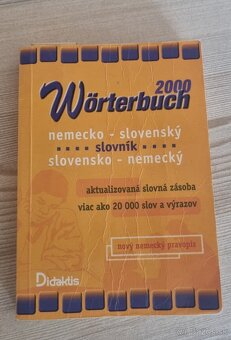 2000
Wörterbuch
nemecko - slovenský
slovník
slovensko - nemecký
aktualizovaná slovná zásoba
viac ako 20 000 slov a výrazov
nový nemecký pravopis
Didaktis